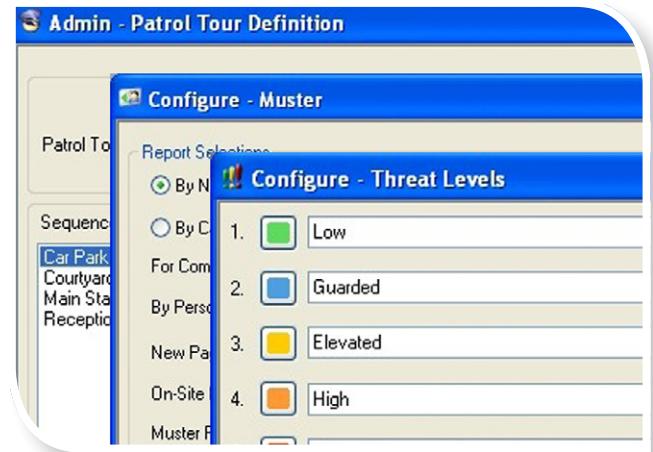 Admin - Patrol Tour Definition
Configure - Muster
Patrol To
Report Selections
By N
Configure - Threat Levels
Sequenc
By C
1. Low
Car Park
For Com
Courtyard
2. Guarded
Main Sta
By Perso
Receptio
3. Elevated
New Pa
On-Site
4. High
Muster R